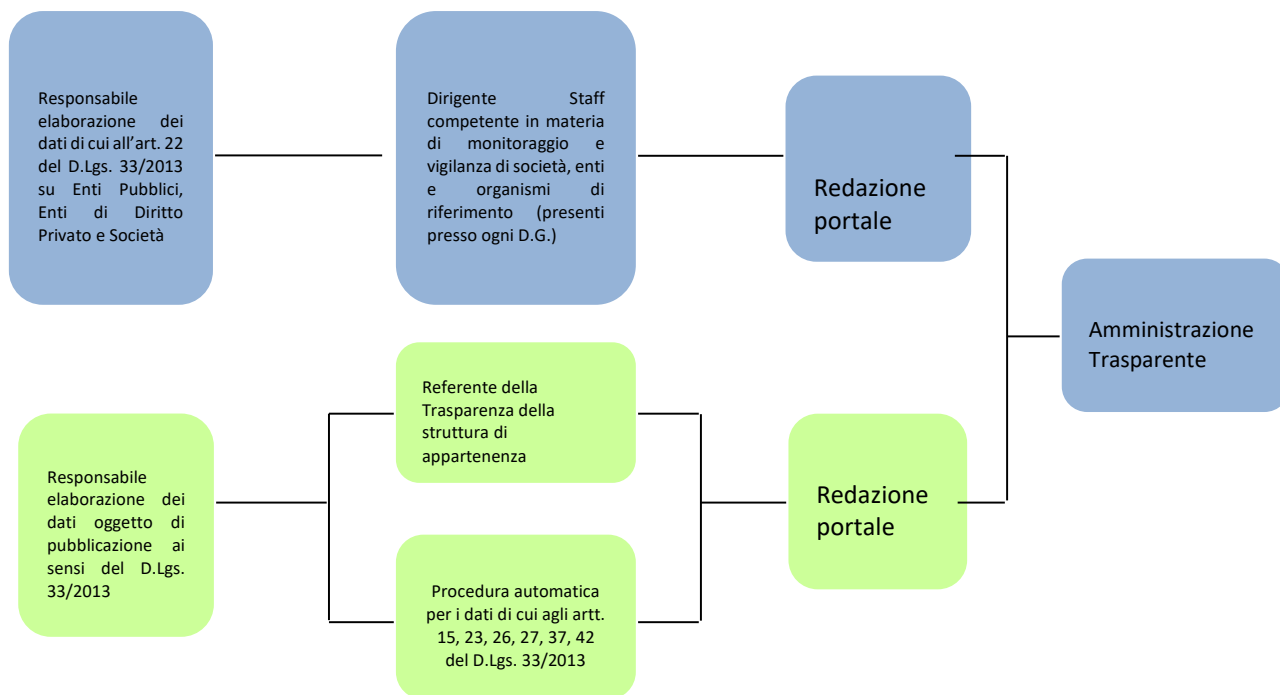 Responsabile
elaborazione dei
dati di cui all’art. 22
del D.Lgs. 33/2013
su Enti Pubblici,
Enti di Diritto
Privato e Società
Dirigente Staff
competente in materia
di monitoraggio e
vigilanza di società, enti
e organismi di
riferimento (presenti
presso ogni D.G.)
Redazione
portale
Amministrazione
Trasparente
Responsabile
elaborazione dei
dati oggetto di
pubblicazione ai
sensi del D.Lgs.
33/2013
Referente della
Trasparenza della
struttura di
appartenenza
Procedura automatica
per i dati di cui agli artt.
15, 23, 26, 27, 37, 42
del D.Lgs. 33/2013
Redazione
portale